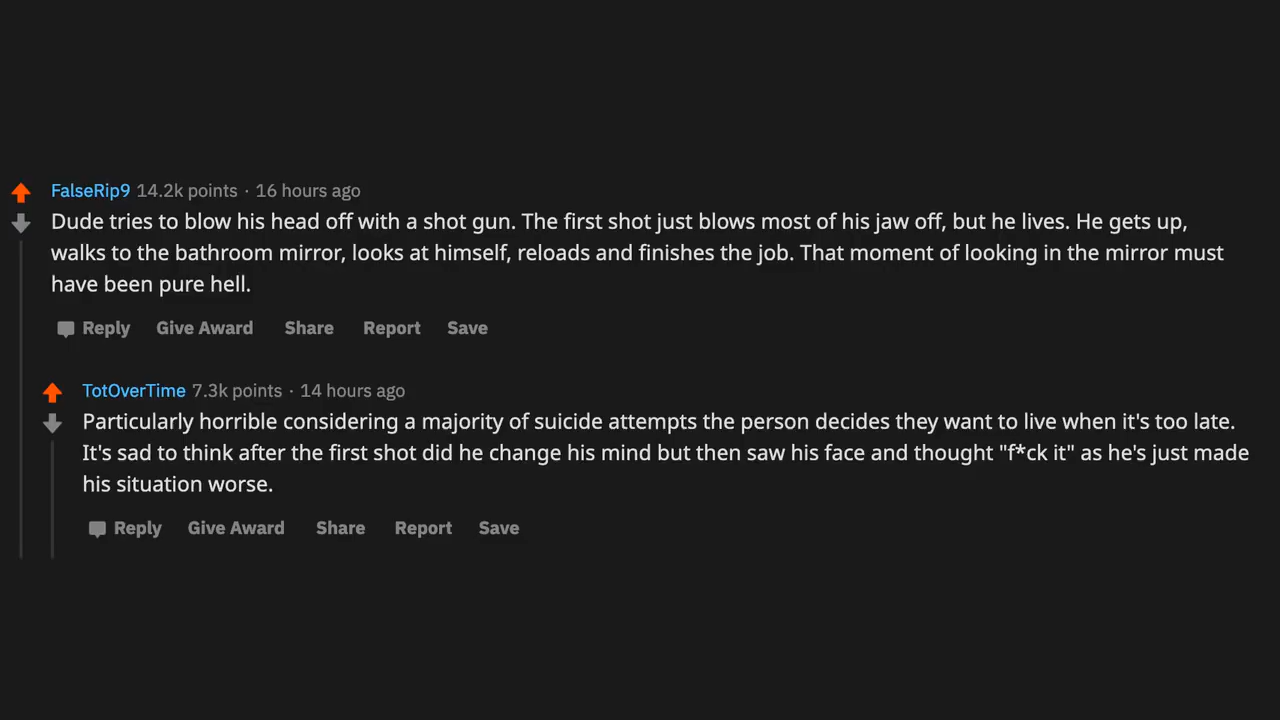 FalseRip9 14.2k points · 16 hours ago
Dude tries to blow his head off with a shot gun. The first shot just blows most of his jaw off, but he lives. He gets up,
walks to the bathroom mirror, looks at himself, reloads and finishes the job. That moment of looking in the mirror must
have been pure hell.
Reply Give Award Share Report Save
TotOverTime 7.3k points · 14 hours ago
Particularly horrible considering a majority of suicide attempts the person decides they want to live when it's too late.
It's sad to think after the first shot did he change his mind but then saw his face and thought "f*ck it" as he's just made
his situation worse.
Reply Give Award Share Report Save